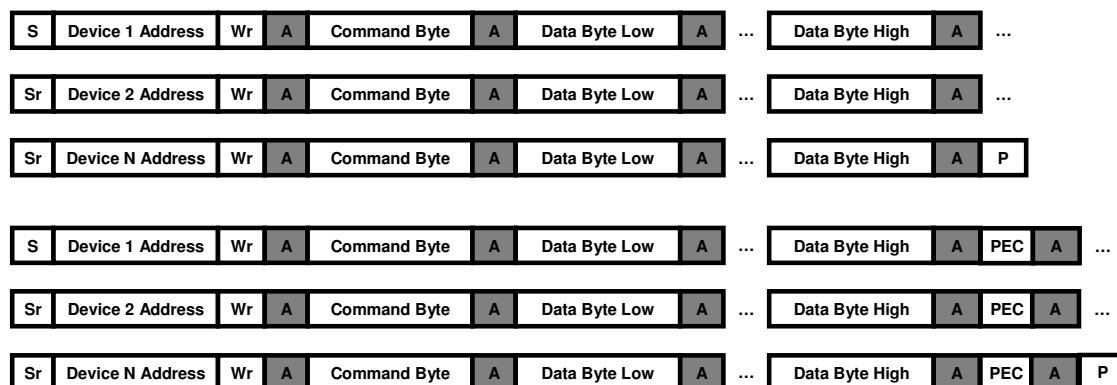 S Device 1 Address Wr A Command Byte A Data Byte Low A ... Data Byte High A ...
Sr Device 2 Address Wr A Command Byte A Data Byte Low A ... Data Byte High A ...
Sr Device N Address Wr A Command Byte A Data Byte Low A ... Data Byte High A P
S Device 1 Address Wr A Command Byte A Data Byte Low A ... Data Byte High A PEC A ...
Sr Device 2 Address Wr A Command Byte A Data Byte Low A ... Data Byte High A PEC A ...
Sr Device N Address Wr A Command Byte A Data Byte Low A ... Data Byte High A PEC A P